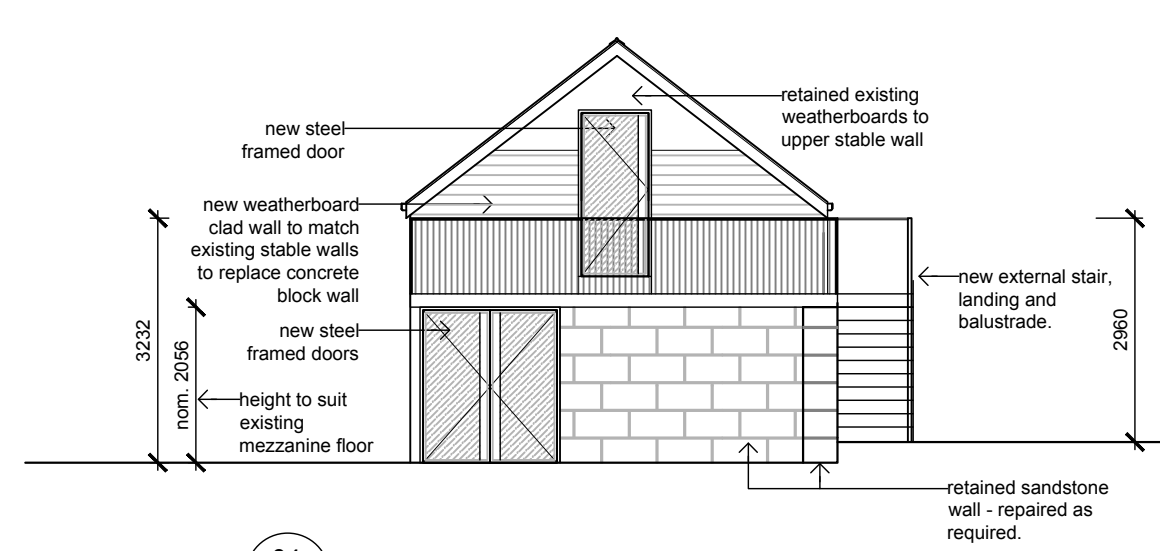 retained existing
weatherboards to
upper stable wall
new steel
framed door
new weatherboard
clad wall to match
existing stable walls
to replace concrete
block wall
new steel
framed doors
height to suit
existing
mezzanine floor
3232
nom. 2056
new external stair,
landing and
balustrade.
2960
retained sandstone
wall - repaired as
required.